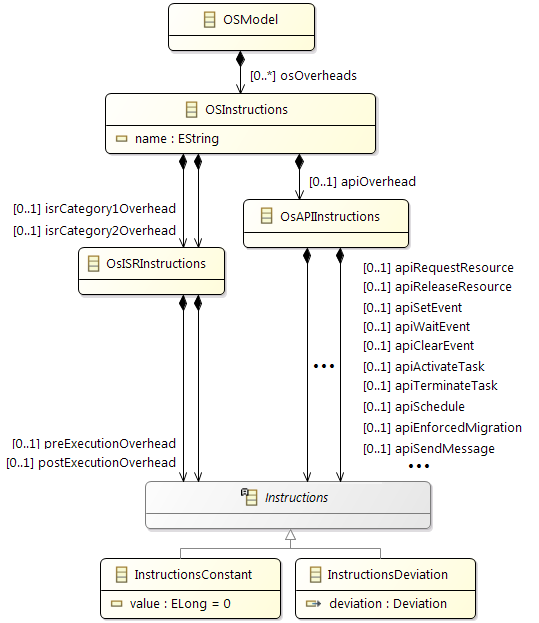 OSModel
[0..*] osOverheads
OSInstructions
name : EString
[0..1] apiOverhead
[0..1] isrCategory1Overhead
[0..1] isrCategory2Overhead
OsAPIInstructions
OsISRInstructions
[0..1] apiRequestResource
[0..1] apiReleaseResource
[0..1] apiSetEvent
[0..1] apiWaitEvent
[0..1] apiClearEvent
[0..1] apiActivateTask
[0..1] apiTerminateTask
[0..1] apiSchedule
[0..1] apiEnforcedMigration
[0..1] apiSendMessage
•••
•••
[0..1] preExecutionOverhead
[0..1] postExecutionOverhead
Instructions
InstructionsConstant
value : ELong = 0
InstructionsDeviation
deviation : Deviation